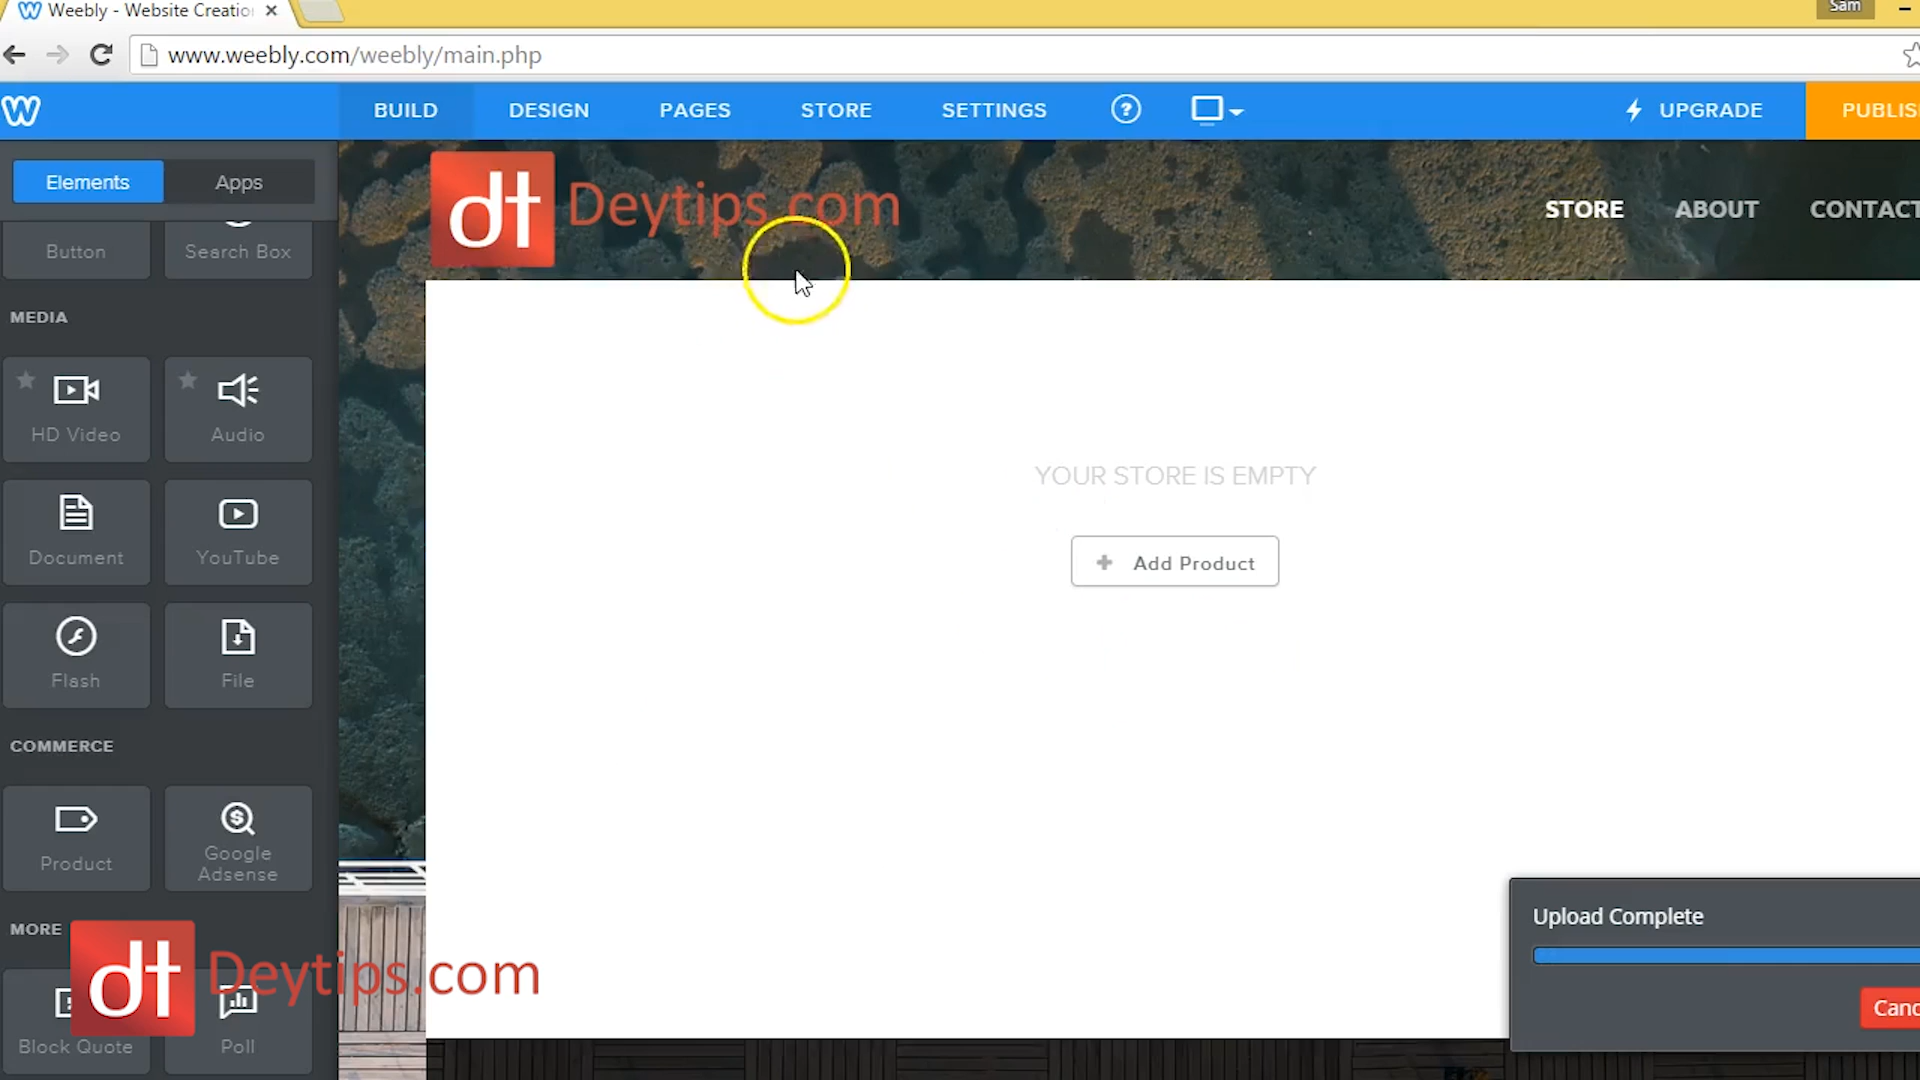 Weebly - Website Creatio
Sam
www.weebly.com/weebly/main.php
W
BUILD
DESIGN
PAGES
STORE
SETTINGS
?
UPGRADE
PUBLIS
Elements
Apps
dt Deytips.com
STORE
ABOUT
CONTACT
Button
Search Box
MEDIA
HD Video
Audio
YOUR STORE IS EMPTY
Document
YouTube
+ Add Product
Flash
File
COMMERCE
Product
Google
Adsense
Upload Complete
MORE
dt Deytips.com
Canc
Block Quote
Poll